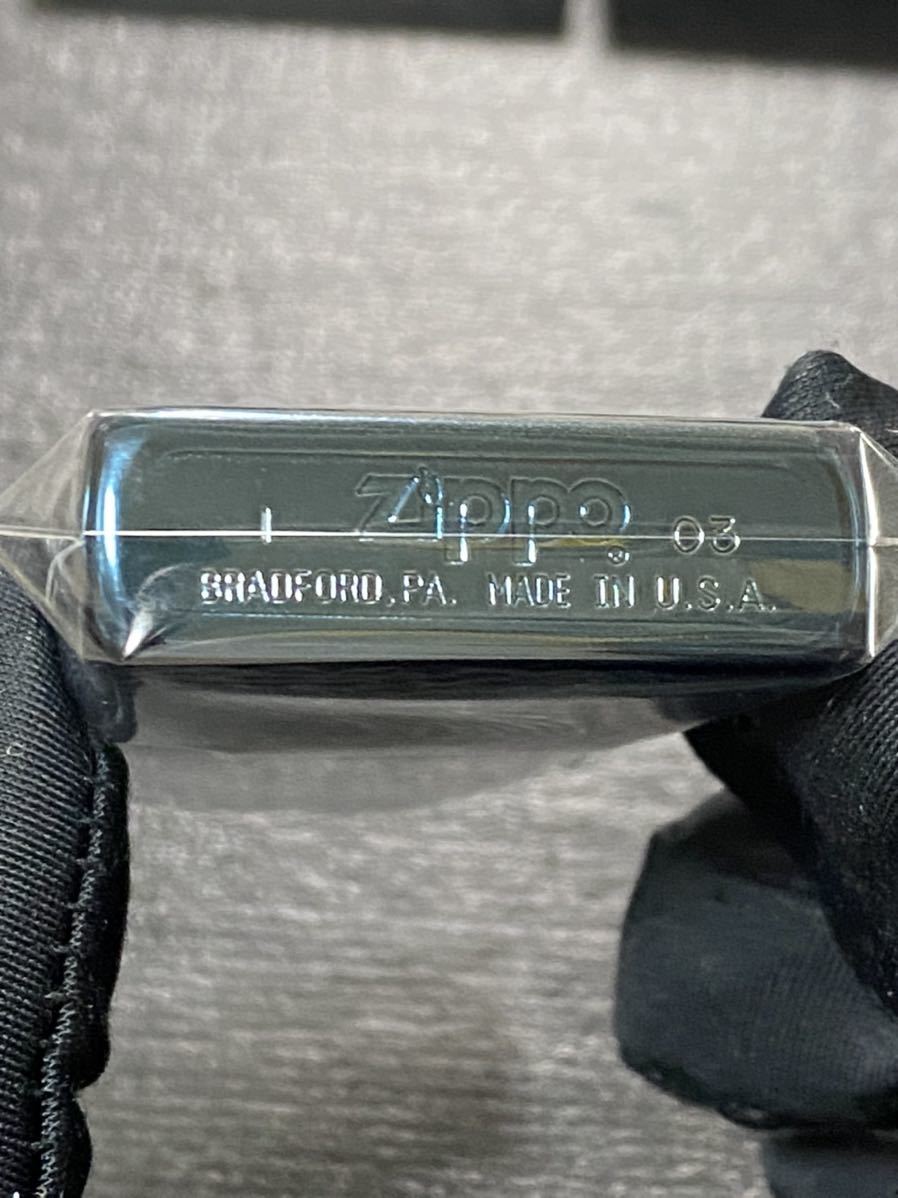 I Zippo® 03
BRADFORD, PA. MADE IN U.S.A.